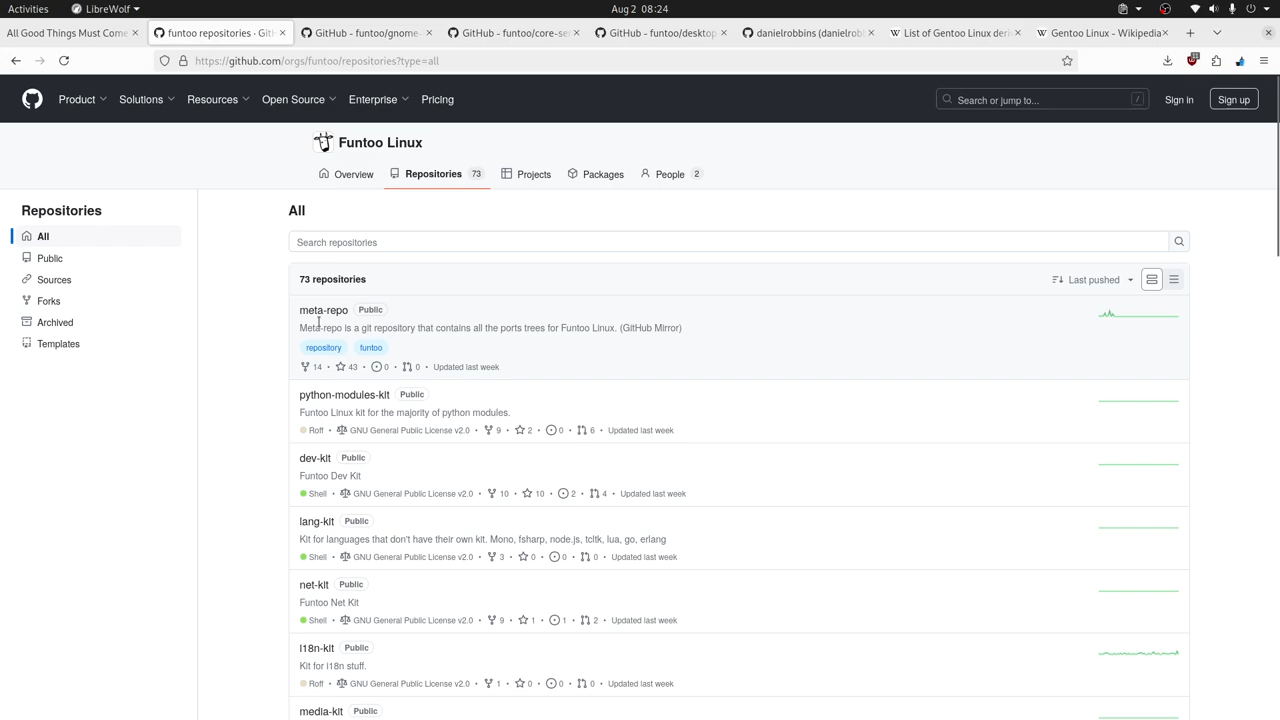 Activities LibreWolf Aug 2 08:24
All Good Things Must Come funtoo repositories · GitH GitHub - funtoo/gnome- GitHub - funtoo/core-se GitHub - funtoo/desktop danielrobbins (danielrobl List of Gentoo Linux deri Gentoo Linux - Wikipedia
https://github.com/orgs/funtoo/repositories?type=all 11
Product Solutions Resources Open Source Enterprise Pricing Search or jump to... / Sign in Sign up
Funtoo Linux
Overview Repositories 73 Projects Packages People 2
Repositories
All
Public
Sources
Forks
Archived
Templates
All
Search repositories
73 repositories Last pushed
meta-repo Public
Meta-repo is a git repository that contains all the ports trees for Funtoo Linux. (GitHub Mirror)
repository funtoo
14 • 43 • 0 • 0 • Updated last week
python-modules-kit Public
Funtoo Linux kit for the majority of python modules.
Roff • GNU General Public License v2.0 • 9 • 2 • 0 • 6 • Updated last week
dev-kit Public
Funtoo Dev Kit
Shell • GNU General Public License v2.0 • 10 • 10 • 2 • 4 • Updated last week
lang-kit Public
Kit for languages that don't have their own kit. Mono, fsharp, node.js, tcltk, lua, go, erlang
Shell • GNU General Public License v2.0 • 3 • 0 • 0 • 0 • Updated last week
net-kit Public
Funtoo Net Kit
Shell • GNU General Public License v2.0 • 9 • 1 • 1 • 2 • Updated last week
i18n-kit Public
Kit for i18n stuff.
Roff • GNU General Public License v2.0 • 1 • 0 • 0 • 0 • Updated last week
media-kit Public